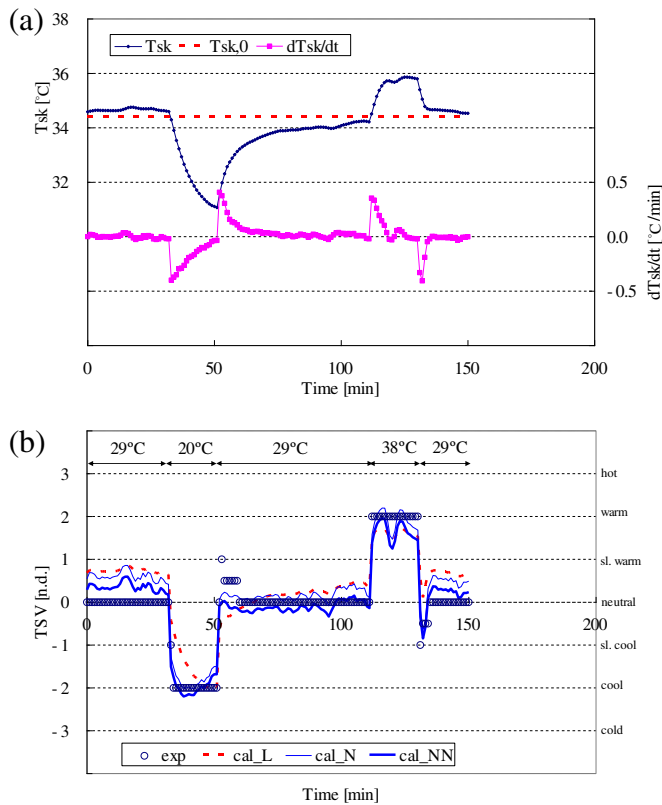 (a)
38
36
34
32
Tsk [°C]
Tsk Tsk,0 dTsk/dt
0.5
0.0
- 0.5
dTsk/dt [°C /min]
0 50 100 150 200
Time [min]
(b)
29°C 20°C 29°C 38°C 29°C
3
2
1
0
- 1
- 2
- 3
TSV [n.d.]
hot
warm
sl. warm
neutral
sl. cool
cool
cold
0 50 100 150 200
exp cal_L cal_N cal_NN
Time [min]